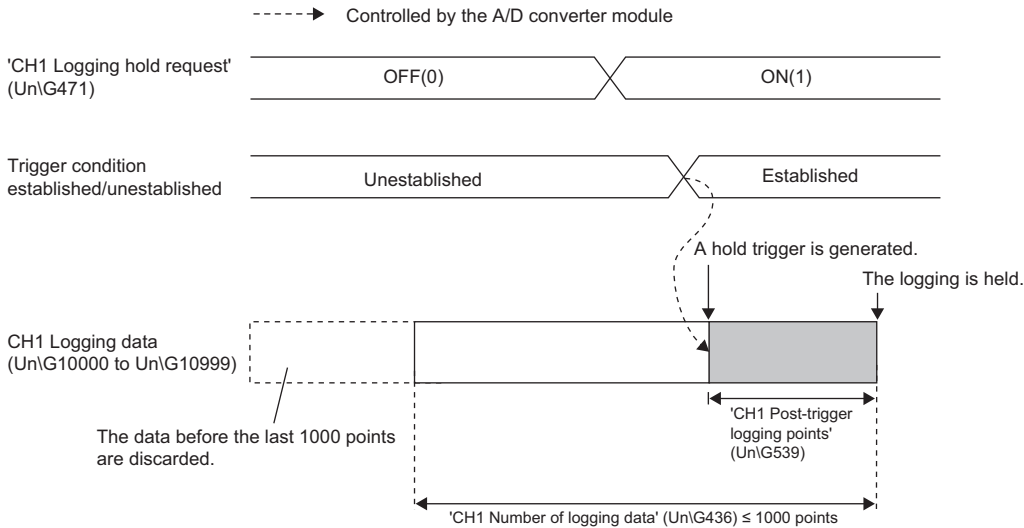 Controlled by the A/D converter module
'CH1 Logging hold request'
(Un\G471)
OFF(0)
ON(1)
Trigger condition
established/unestablished
Unestablished
Established
A hold trigger is generated.
The logging is held.
CH1 Logging data
(Un\G10000 to Un\G10999)
The data before the last 1000 points
are discarded.
'CH1 Post-trigger
logging points'
(Un\G539)
'CH1 Number of logging data' (Un\G436) ≤ 1000 points